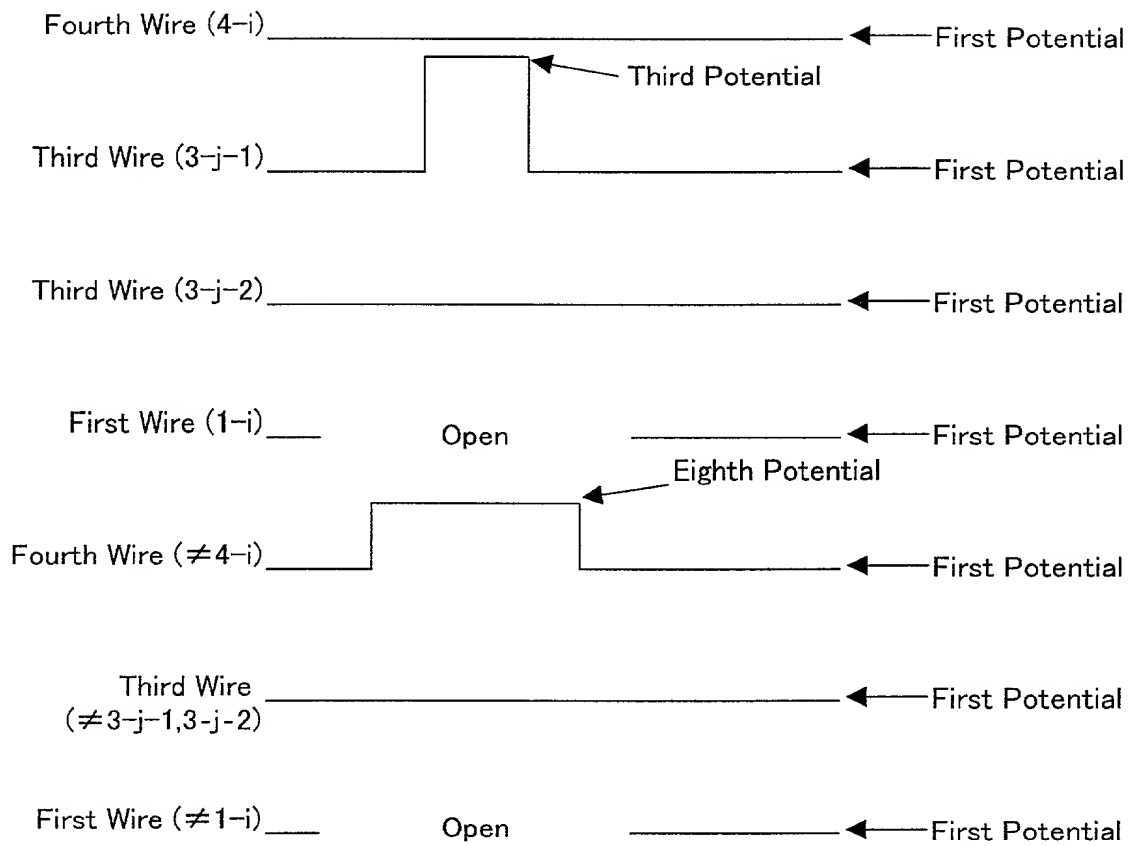 Fourth Wire (4-i)
First Potential
Third Potential
Third Wire (3-j-1)
First Potential
Third Wire (3-j-2)
First Potential
First Wire (1-i)
Open
First Potential
Eighth Potential
Fourth Wire (≠4-i)
First Potential
Third Wire
(≠3-j-1,3-j-2)
First Potential
First Wire (≠1-i)
Open
First Potential